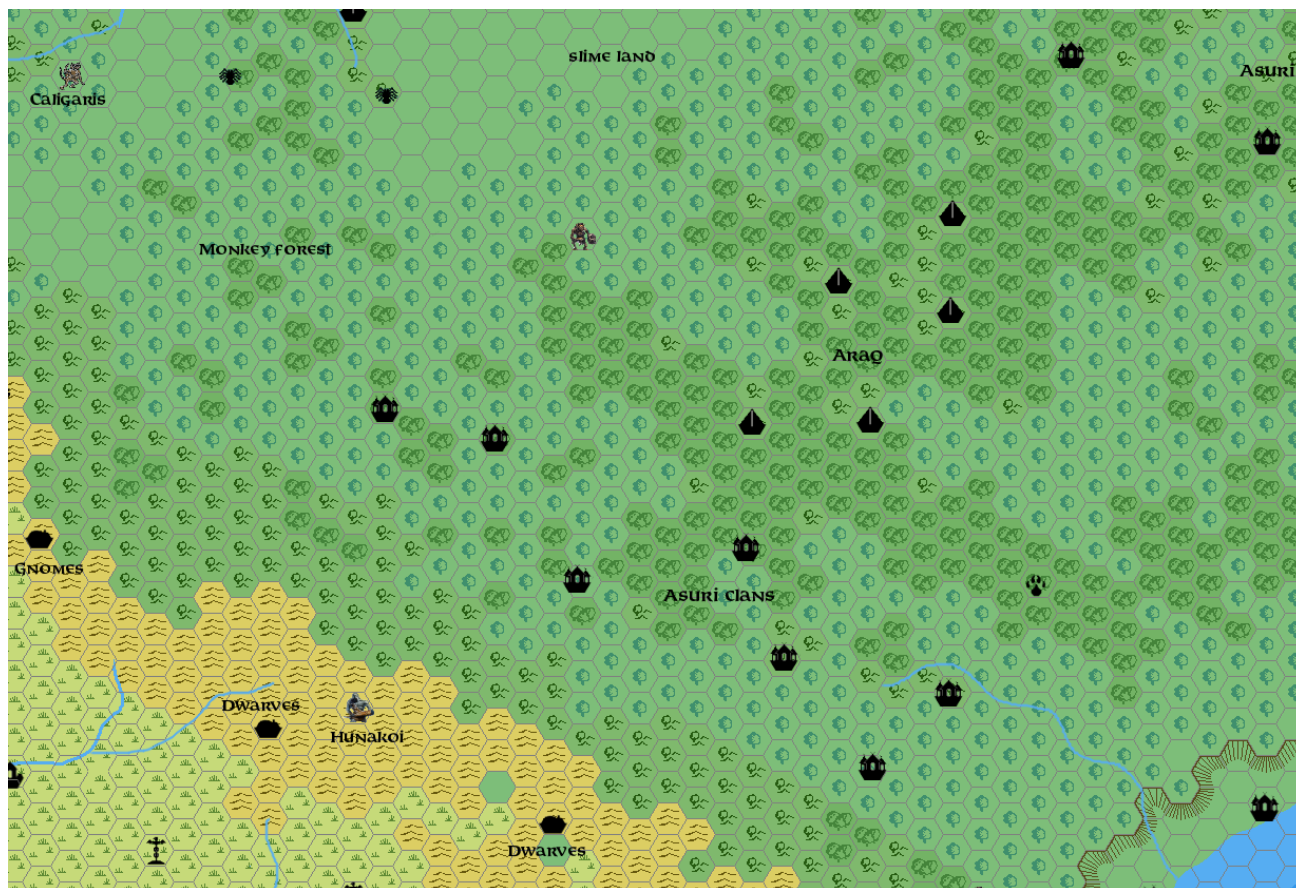 Slime Land
Asuri
Caligaris
Monkey Forest
Araq
Gnomes
Asuri Clans
Dwarves
Hunakoi
Dwarves